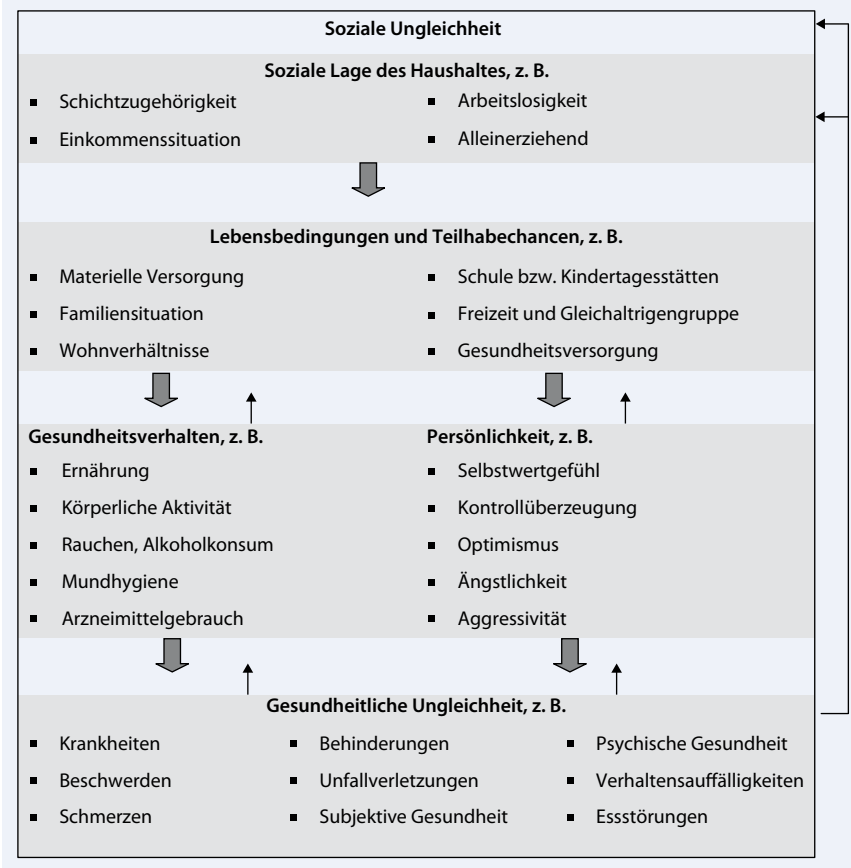 Soziale Ungleichheit
Soziale Lage des Haushaltes, z. B.
▪ Schichtzugehörigkeit
▪ Einkommenssituation
▪ Arbeitslosigkeit
▪ Alleinerziehend
Lebensbedingungen und Teilhabechancen, z. B.
▪ Materielle Versorgung
▪ Familiensituation
▪ Wohnverhältnisse
▪ Schule bzw. Kindertagesstätten
▪ Freizeit und Gleichaltrigengruppe
▪ Gesundheitsversorgung
Gesundheitsverhalten, z. B.
▪ Ernährung
▪ Körperliche Aktivität
▪ Rauchen, Alkoholkonsum
▪ Mundhygiene
▪ Arzneimittelgebrauch
Persönlichkeit, z. B.
▪ Selbstwertgefühl
▪ Kontrollüberzeugung
▪ Optimismus
▪ Ängstlichkeit
▪ Aggressivität
Gesundheitliche Ungleichheit, z. B.
▪ Krankheiten
▪ Beschwerden
▪ Schmerzen
▪ Behinderungen
▪ Unfallverletzungen
▪ Subjektive Gesundheit
▪ Psychische Gesundheit
▪ Verhaltensauffälligkeiten
▪ Essstörungen